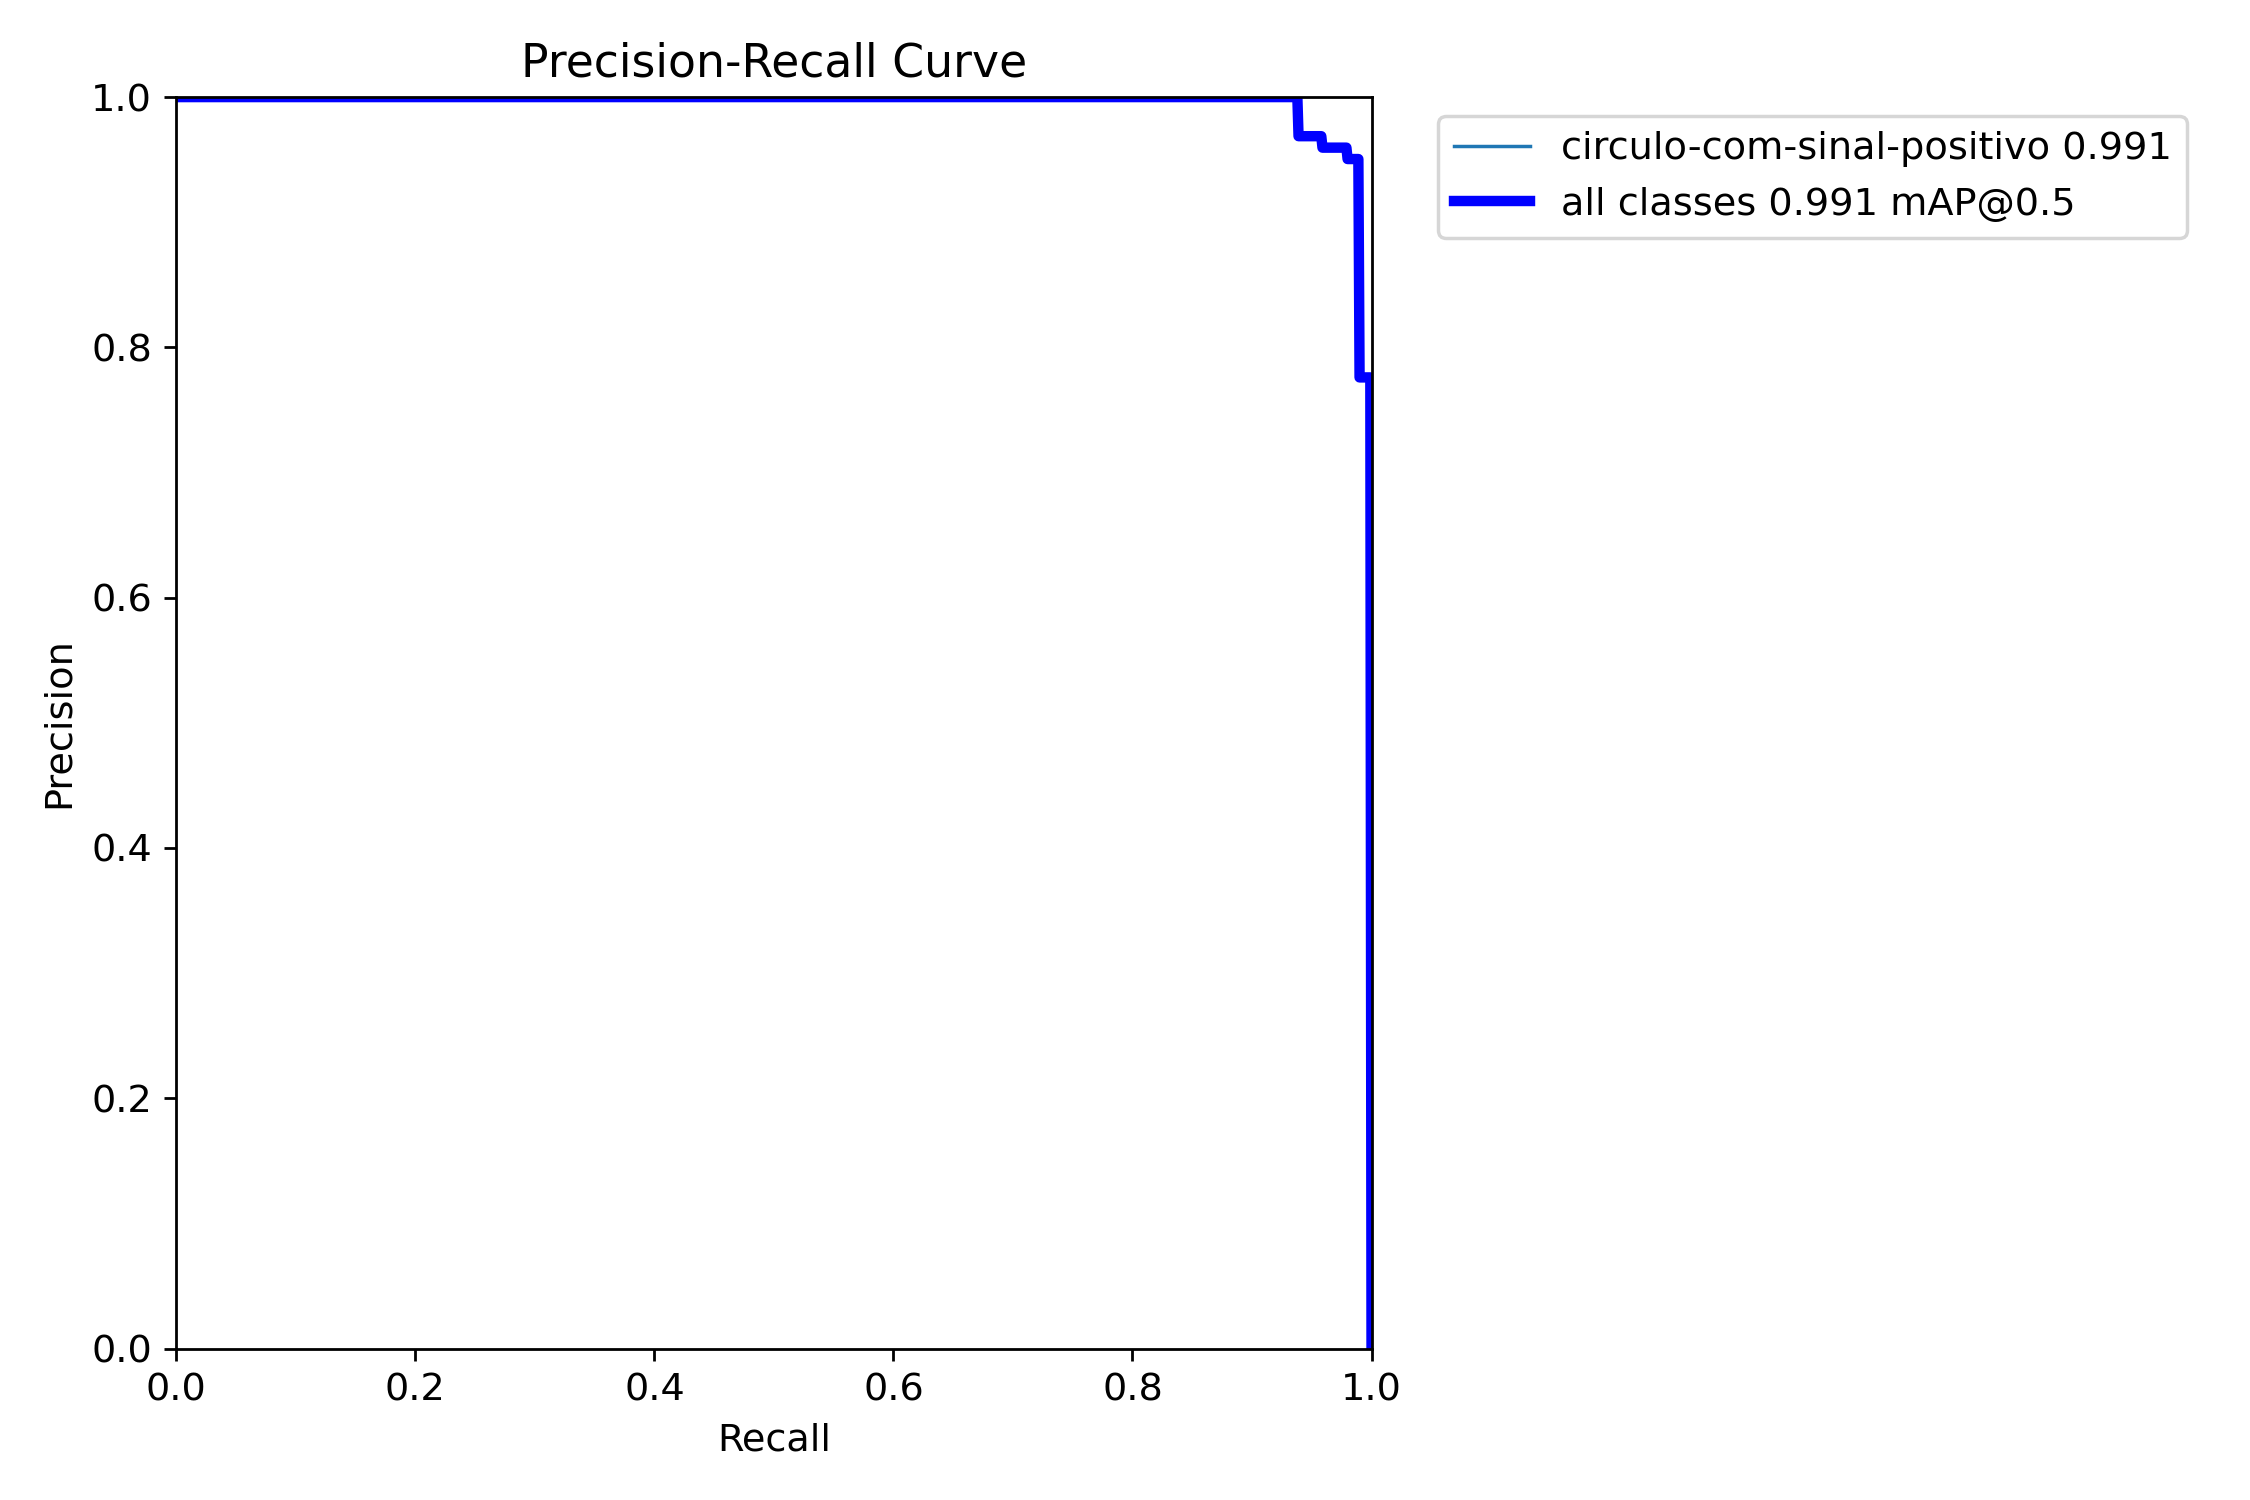 Precision-Recall Curve
circulo-com-sinal-positivo 0.991
all classes 0.991 mAP@0.5
Precision
1.0
0.8
0.6
0.4
0.2
0.0
0.0 0.2 0.4 0.6 0.8 1.0
Recall